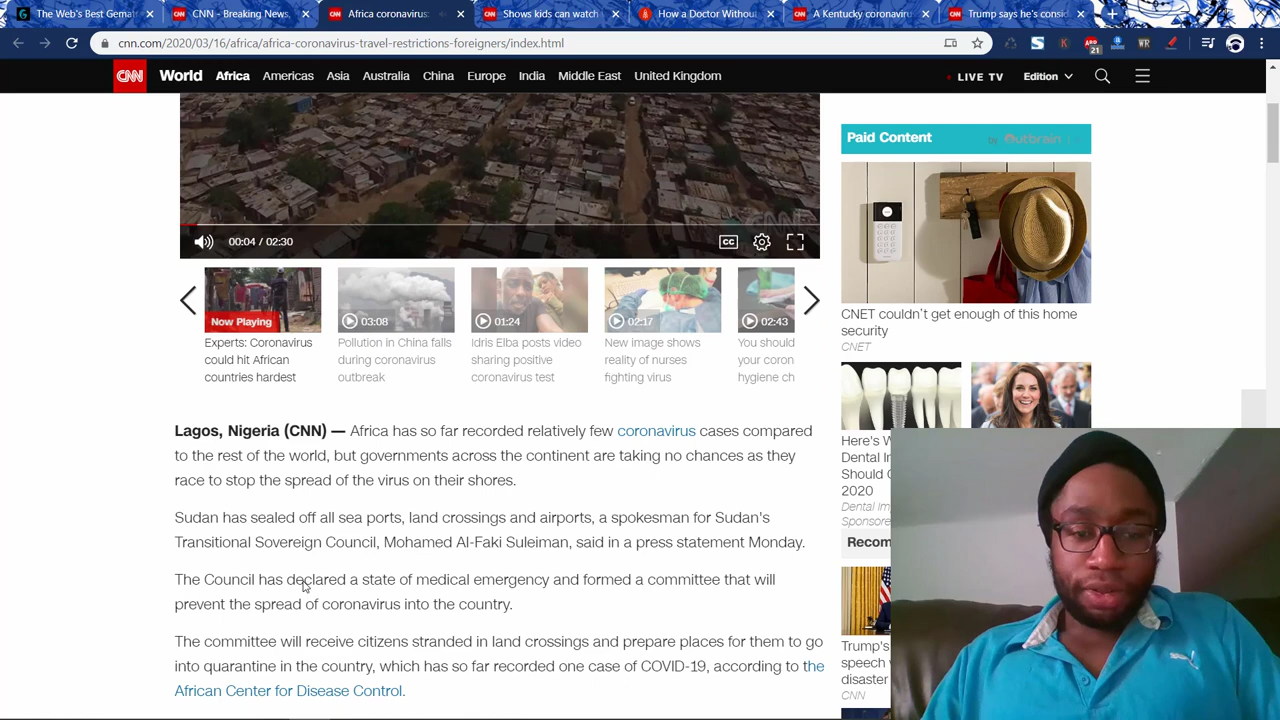 The Web's Best Gemat
CNN - Breaking News,
Africa coronavirus:
Shows kids can watch
How a Doctor Without
A Kentucky coronaviru
Trump says he's consid
cnn.com/2020/03/16/africa/africa-coronavirus-travel-restrictions-foreigners/index.html
21
WR
CNN World Africa Americas Asia Australia China Europe India Middle East United Kingdom
LIVE TV Edition
00:04 / 02:30
CC
Now Playing
Experts: Coronavirus
could hit African
countries hardest
03:08
Pollution in China falls
during coronavirus
outbreak
01:24
Idris Elba posts video
sharing positive
coronavirus test
02:17
New image shows
reality of nurses
fighting virus
02:43
You should
your coron
hygiene ch
Lagos, Nigeria (CNN) — Africa has so far recorded relatively few coronavirus cases compared
to the rest of the world, but governments across the continent are taking no chances as they
race to stop the spread of the virus on their shores.
Sudan has sealed off all sea ports, land crossings and airports, a spokesman for Sudan's
Transitional Sovereign Council, Mohamed Al-Faki Suleiman, said in a press statement Monday.
The Council has declared a state of medical emergency and formed a committee that will
prevent the spread of coronavirus into the country.
The committee will receive citizens stranded in land crossings and prepare places for them to go
into quarantine in the country, which has so far recorded one case of COVID-19, according to the
African Center for Disease Control.
Paid Content
by Outbrain
CNET couldn't get enough of this home
security
CNET
Here's W
Dental Im
Should C
2020
Dental Im
Sponsore
Recom
Trump's
speech
disaster
CNN